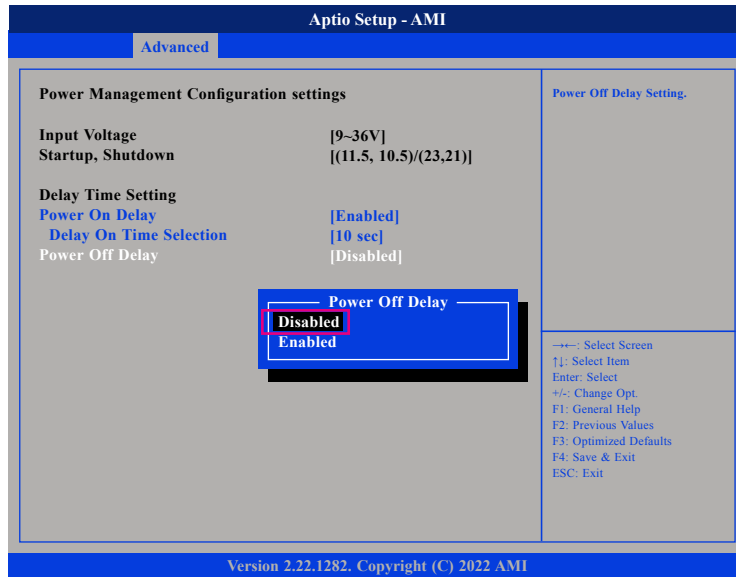 Aptio Setup - AMI
Advanced
Power Management Configuration settings
Input Voltage [9~36V]
Startup, Shutdown [(11.5, 10.5)/(23,21)]
Delay Time Setting
Power On Delay [Enabled]
Delay On Time Selection [10 sec]
Power Off Delay [Disabled]
Power Off Delay
Disabled
Enabled
Power Off Delay Setting.
→←: Select Screen
↑↓: Select Item
Enter: Select
+/-: Change Opt.
F1: General Help
F2: Previous Values
F3: Optimized Defaults
F4: Save & Exit
ESC: Exit
Version 2.22.1282. Copyright (C) 2022 AMI